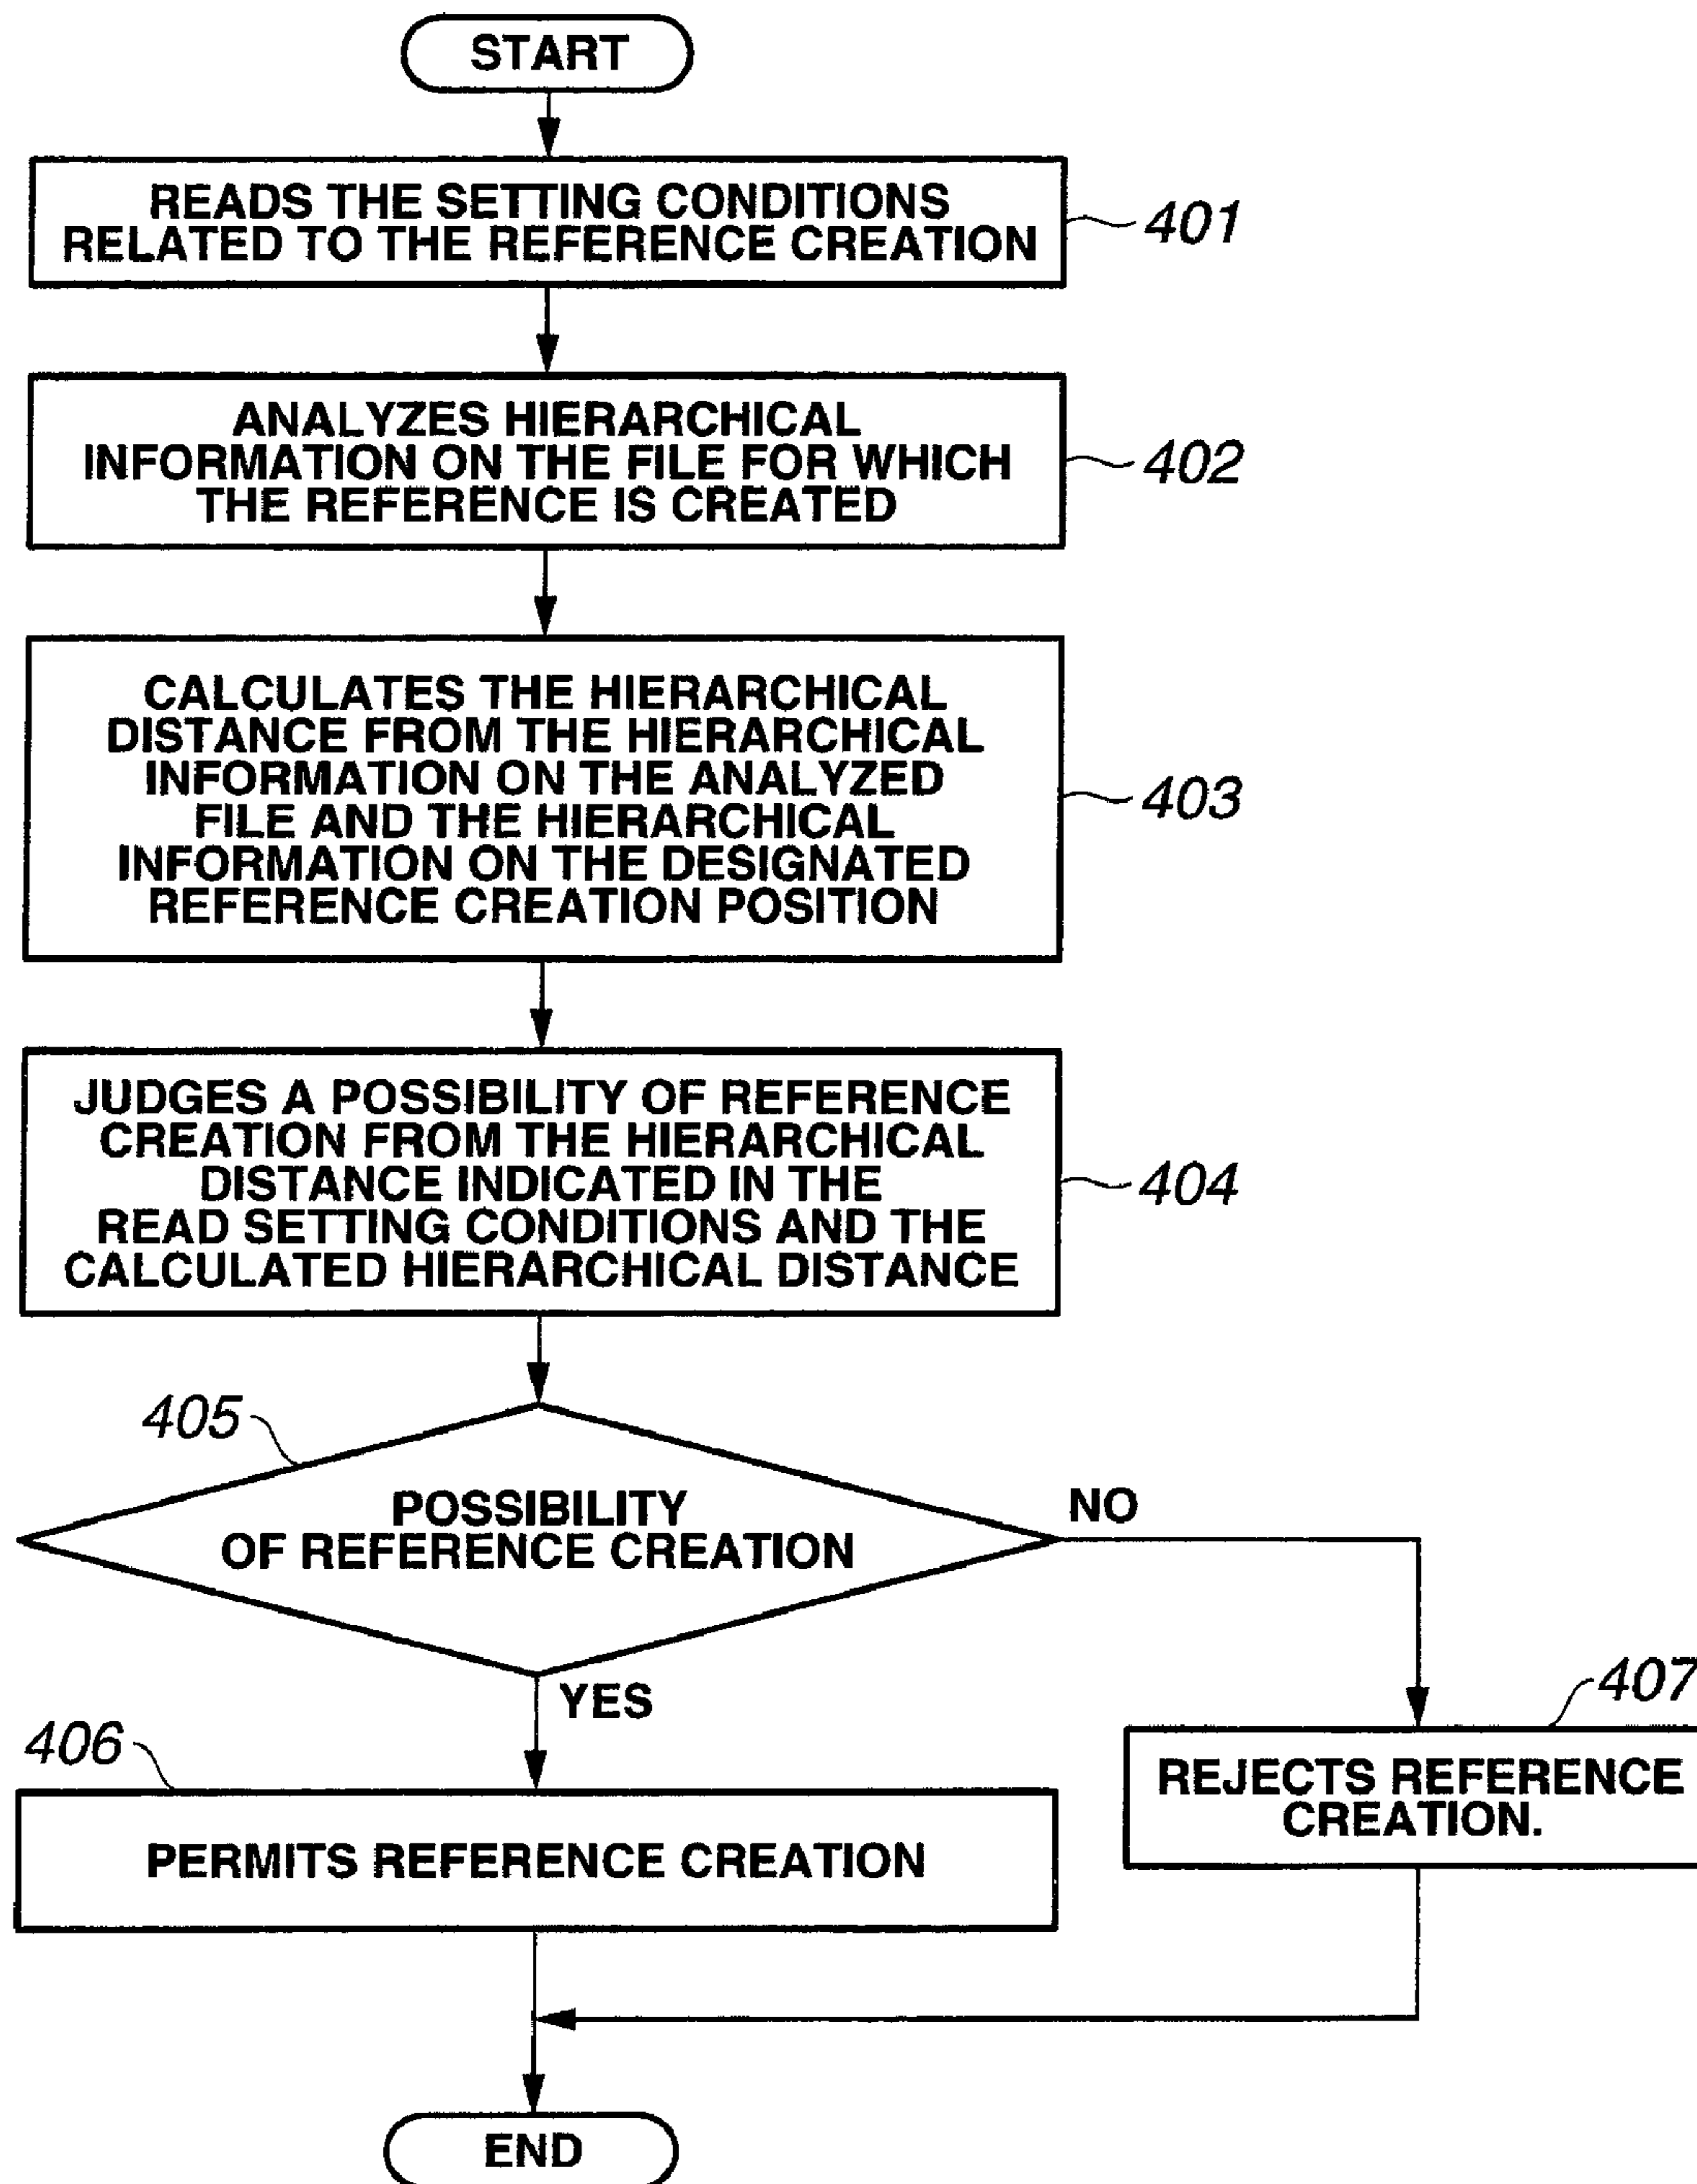 START
READS THE SETTING CONDITIONS
RELATED TO THE REFERENCE CREATION
401
ANALYZES HIERARCHICAL
INFORMATION ON THE FILE FOR WHICH
THE REFERENCE IS CREATED
402
CALCULATES THE HIERARCHICAL
DISTANCE FROM THE HIERARCHICAL
INFORMATION ON THE ANALYZED
FILE AND THE HIERARCHICAL
INFORMATION ON THE DESIGNATED
REFERENCE CREATION POSITION
403
JUDGES A POSSIBILITY OF REFERENCE
CREATION FROM THE HIERARCHICAL
DISTANCE INDICATED IN THE
READ SETTING CONDITIONS AND THE
CALCULATED HIERARCHICAL DISTANCE
404
405
POSSIBILITY
OF REFERENCE CREATION
NO
YES
406
PERMITS REFERENCE CREATION
407
REJECTS REFERENCE
CREATION.
END